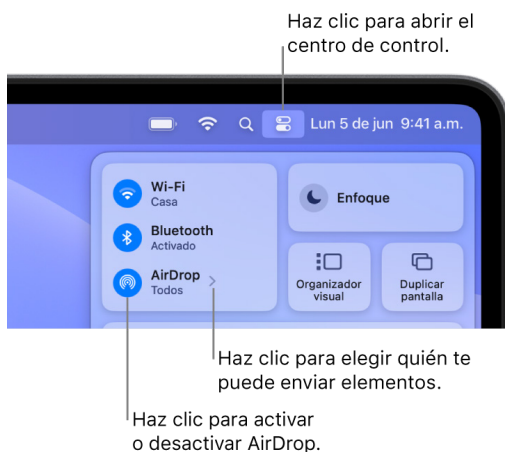 Haz clic para abrir el
centro de control.
Lun 5 de jun 9:41 a.m.
Wi-Fi
Casa
Bluetooth
Activado
AirDrop
Todos
Enfoque
Organizador
visual
Duplicar
pantalla
Haz clic para elegir quién te
puede enviar elementos.
Haz clic para activar
o desactivar AirDrop.